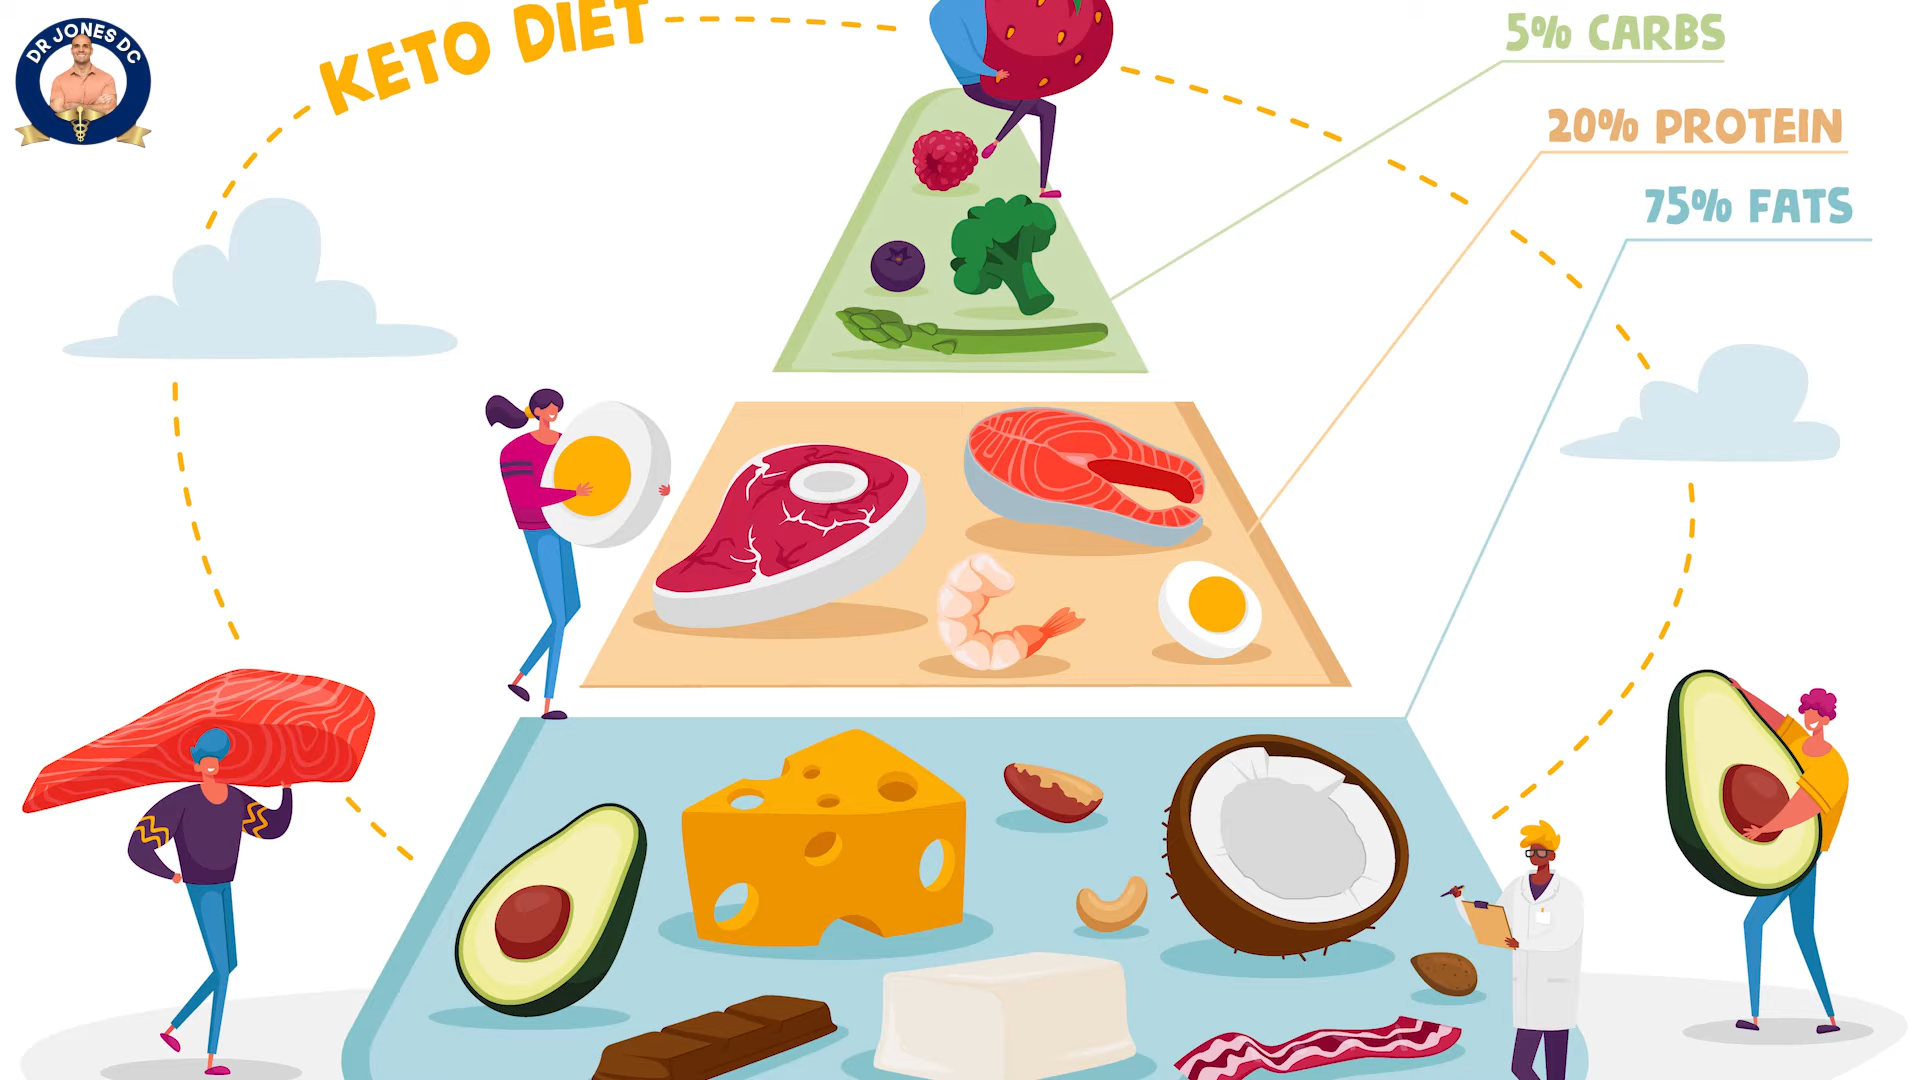 DR JONES DC
KETO DIET
5% CARBS
20% PROTEIN
75% FATS